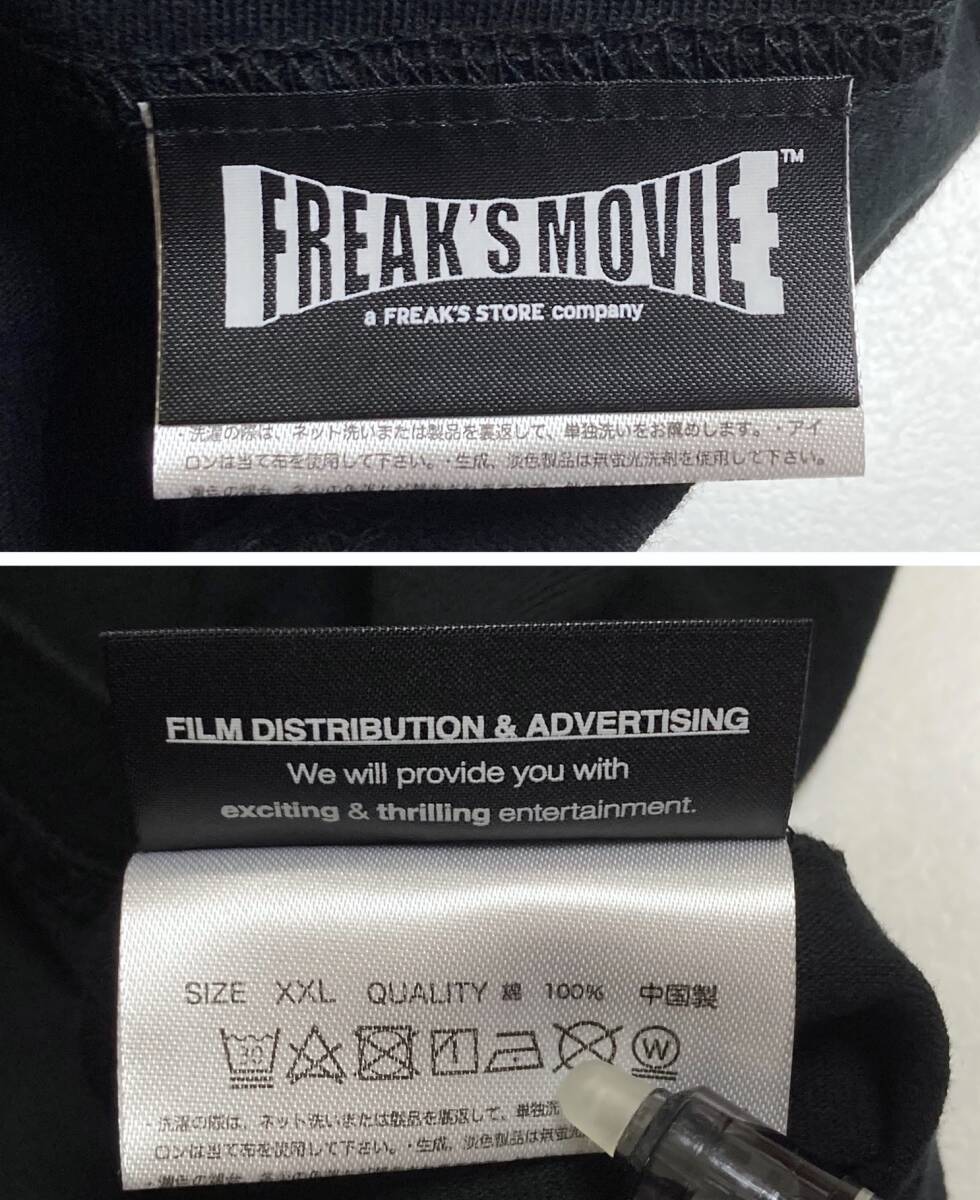 FREAK'S MOVIE™
a FREAK'S STORE company
・洗濯の際は、ネット洗いまたは製品を裏返して、単独洗いをお奨めします。・アイ
ロンは当て布を使用して下さい。・生成、淡色製品は無蛍光洗剤を使用して下さい。
FILM DISTRIBUTION & ADVERTISING
We will provide you with
exciting & thrilling entertainment.
SIZE XXL QUALITY 綿 100% 中国製
30 W
・洗濯の際は、ネット洗いまたは製品を裏返して、単独洗
ロンは当て布を使用して下さい。・生成、淡色製品は無蛍光